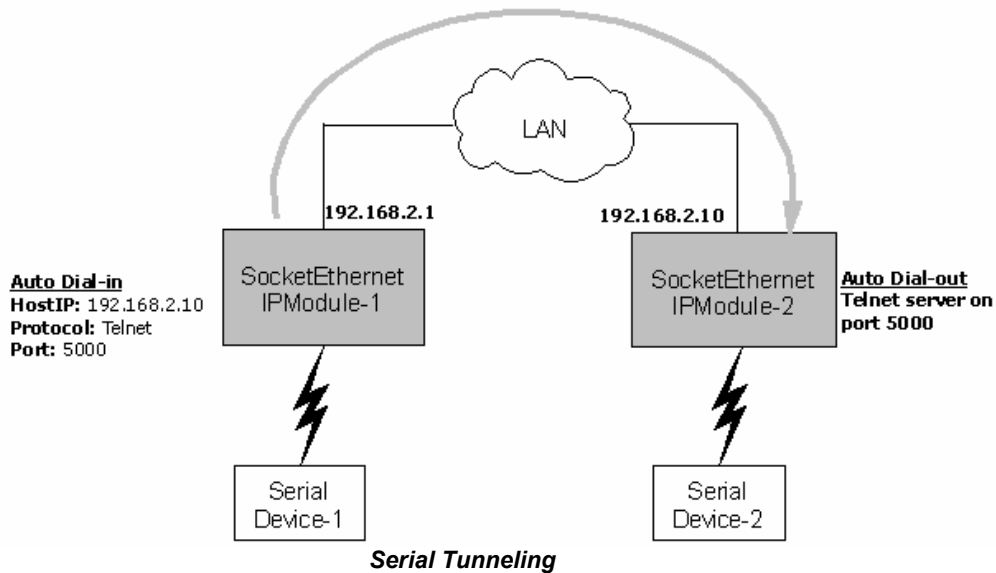 LAN
192.168.2.1
192.168.2.10
SocketEthernet
IPModule-1
SocketEthernet
IPModule-2
Auto Dial-in
HostIP: 192.168.2.10
Protocol: Telnet
Port: 5000
Auto Dial-out
Telnet server on
port 5000
Serial
Device-1
Serial
Device-2
Serial Tunneling